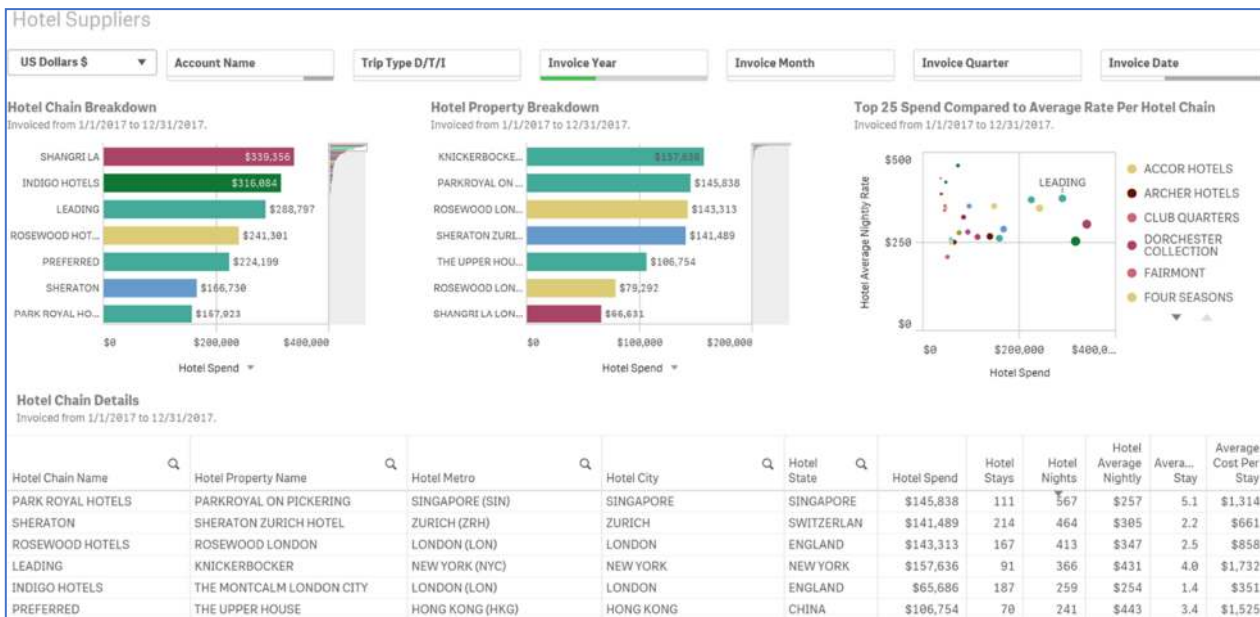 Hotel Suppliers
US Dollars $ ▼ Account Name Trip Type D/T/I Invoice Year Invoice Month Invoice Quarter Invoice Date
Hotel Chain Breakdown
Invoiced from 1/1/2017 to 12/31/2017.
SHANGRI LA $339,356
INDIGO HOTELS $316,084
LEADING $288,797
ROSEWOOD HOT... $241,301
PREFERRED $224,199
SHERATON $166,730
PARK ROYAL HO... $157,023
$0 $200,000 $400,000
Hotel Spend ▼
Hotel Property Breakdown
Invoiced from 1/1/2017 to 12/31/2017.
KNICKERBOCKE... $157,636
PARKROYAL ON ... $145,838
ROSEWOOD LON... $143,313
SHERATON ZURI... $141,489
THE UPPER HOU... $106,754
ROSEWOOD LON... $79,292
SHANGRI LA LON... $66,631
$0 $100,000 $200,000
Hotel Spend ▼
Top 25 Spend Compared to Average Rate Per Hotel Chain
Invoiced from 1/1/2017 to 12/31/2017.
Hotel Average Nightly Rate
$500
$250
$0
LEADING
$0 $200,000 $400,0...
Hotel Spend
ACCOR HOTELS
ARCHER HOTELS
CLUB QUARTERS
DORCHESTER
COLLECTION
FAIRMONT
FOUR SEASONS
Hotel Chain Details
Invoiced from 1/1/2017 to 12/31/2017.
Hotel Chain Name Hotel Property Name Hotel Metro Hotel City Hotel State Hotel Spend Hotel Stays Hotel Nights Hotel Average Nightly Avera... Stay Average Cost Per Stay
PARK ROYAL HOTELS PARKROYAL ON PICKERING SINGAPORE (SIN) SINGAPORE SINGAPORE $145,838 111 567 $257 5.1 $1,314
SHERATON SHERATON ZURICH HOTEL ZURICH (ZRH) ZURICH SWITZERLAN $141,489 214 464 $305 2.2 $661
ROSEWOOD HOTELS ROSEWOOD LONDON LONDON (LON) LONDON ENGLAND $143,313 167 413 $347 2.5 $858
LEADING KNICKERBOCKER NEW YORK (NYC) NEW YORK NEW YORK $157,636 91 366 $431 4.0 $1,732
INDIGO HOTELS THE MONTCALM LONDON CITY LONDON (LON) LONDON ENGLAND $65,686 187 259 $254 1.4 $351
PREFERRED THE UPPER HOUSE HONG KONG (HKG) HONG KONG CHINA $106,754 70 241 $443 3.4 $1,525